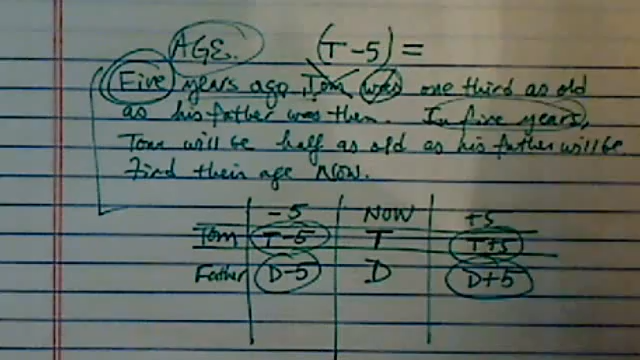 AGE. (T-5) =
Five years ago, Tom was one third as old
as his father was then. In five years,
Tom will be half as old as his father will be
Find their age NOW.
-5 NOW +5
Tom T-5 T T+5
Father D-5 D D+5